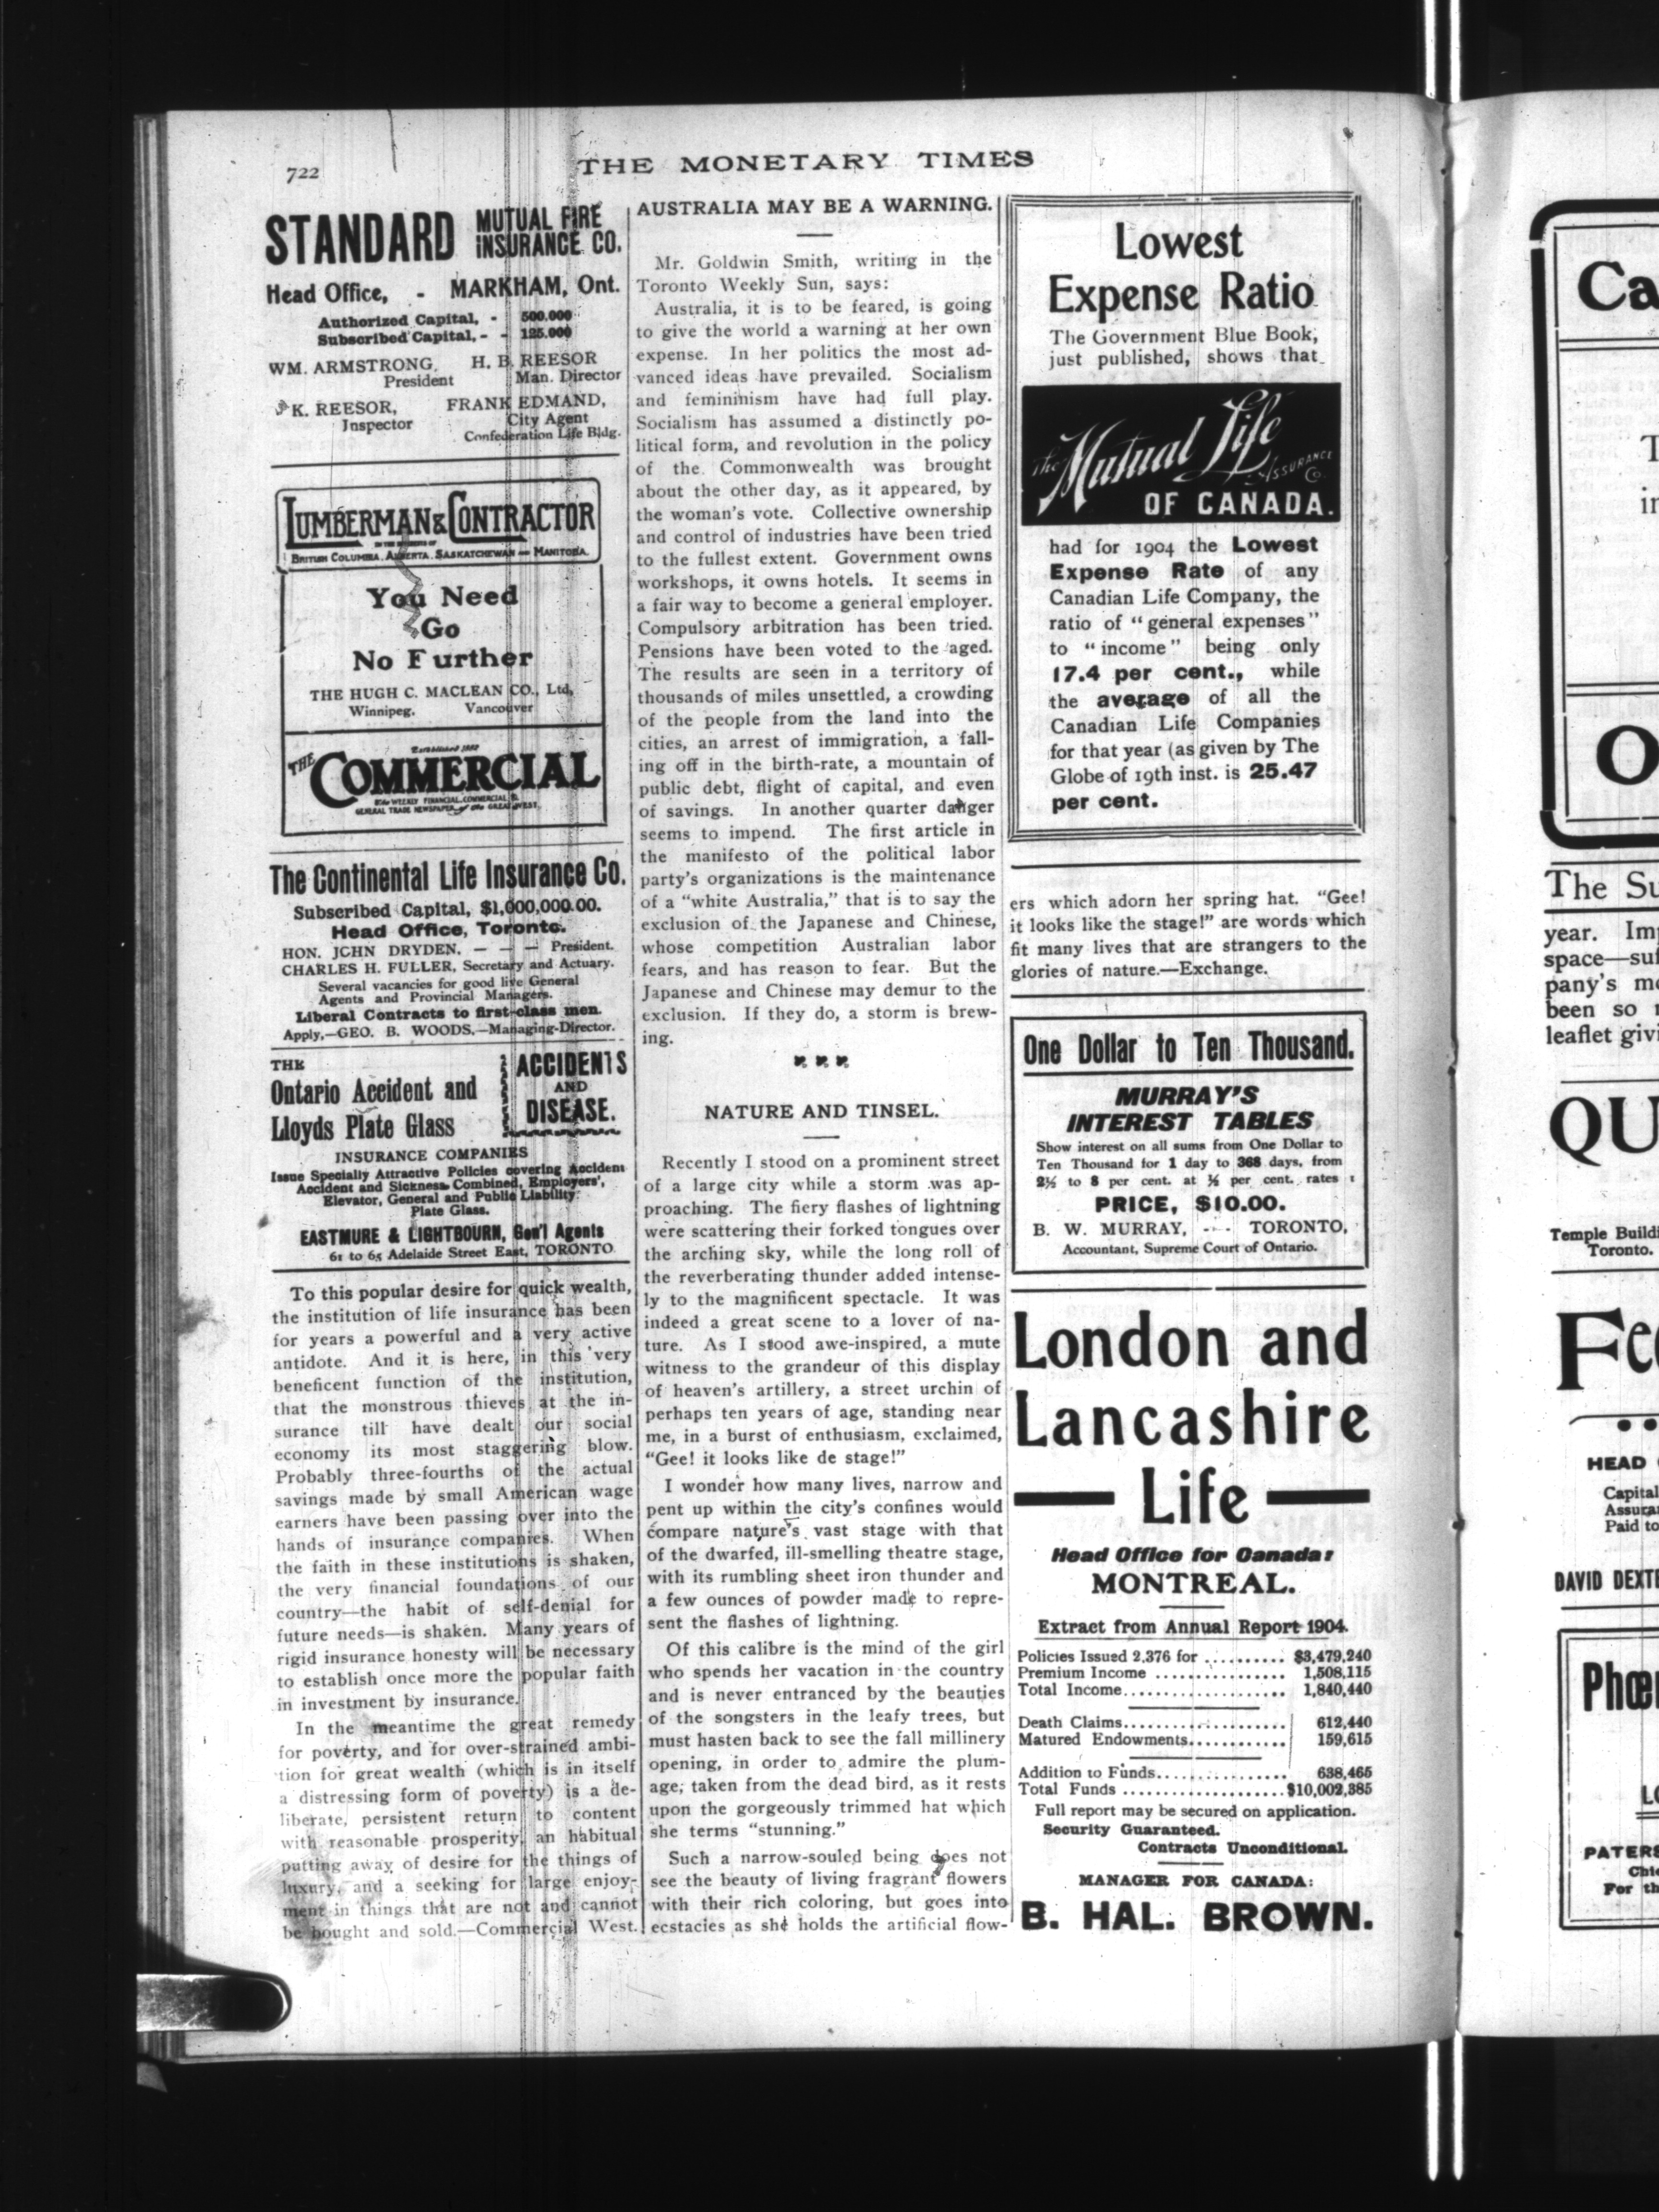 722
THE MONETARY TIMES
STANDARD MUTUAL FIRE
INSURANCE CO.
Head Office, - MARKHAM, Ont.
Authorized Capital, - 500.000
Subscribed Capital, - - 125.000
WM. ARMSTRONG, H. B. REESOR
President Man. Director
K. REESOR, FRANK EDMAND,
Inspector City Agent
Confederation Life Bldg.
LUMBERMAN & CONTRACTOR
IN THE INTERESTS OF
BRITISH COLUMBIA. ALBERTA. SASKATCHEWAN AND MANITOBA.
You Need
Go
No Further
THE HUGH C. MACLEAN CO., Ltd,
Winnipeg. Vancouver
Established 1882
THE COMMERCIAL
THE WEEKLY FINANCIAL, COMMERCIAL &
GENERAL TRADE NEWSPAPER of the GREAT WEST.
The Continental Life Insurance Co.
Subscribed Capital, $1,000,000.00.
Head Office, Toronto.
HON. JOHN DRYDEN, — — — President.
CHARLES H. FULLER, Secretary and Actuary.
Several vacancies for good live General
Agents and Provincial Managers.
Liberal Contracts to first-class men.
Apply,—GEO. B. WOODS,—Managing-Director.
THE
Ontario Accident and
Lloyds Plate Glass
ACCIDENTS
AND
DISEASE.
INSURANCE COMPANIES
Issue Specially Attractive Policies covering Accident
Accident and Sickness Combined, Employers',
Elevator, General and Public Liability.
Plate Glass.
EASTMURE & LIGHTBOURN, Gen'l Agents
61 to 65 Adelaide Street East, TORONTO
To this popular desire for quick wealth,
the institution of life insurance has been
for years a powerful and a very active
antidote. And it is here, in this very
beneficent function of the institution,
that the monstrous thieves at the in-
surance till have dealt our social
economy its most staggering blow.
Probably three-fourths of the actual
savings made by small American wage
earners have been passing over into the
hands of insurance companies. When
the faith in these institutions is shaken,
the very financial foundations of our
country—the habit of self-denial for
future needs—is shaken. Many years of
rigid insurance honesty will be necessary
to establish once more the popular faith
in investment by insurance.
In the meantime the great remedy
for poverty, and for over-strained ambi-
tion for great wealth (which is in itself
a distressing form of poverty) is a de-
liberate, persistent return to content
with reasonable prosperity, an habitual
putting away of desire for the things of
luxury, and a seeking for large enjoy-
ment in things that are not and cannot
be bought and sold.—Commercial West.
AUSTRALIA MAY BE A WARNING.
Mr. Goldwin Smith, writing in the
Toronto Weekly Sun, says:
Australia, it is to be feared, is going
to give the world a warning at her own
expense. In her politics the most ad-
vanced ideas have prevailed. Socialism
and femininism have had full play.
Socialism has assumed a distinctly po-
litical form, and revolution in the policy
of the Commonwealth was brought
about the other day, as it appeared, by
the woman's vote. Collective ownership
and control of industries have been tried
to the fullest extent. Government owns
workshops, it owns hotels. It seems in
a fair way to become a general employer.
Compulsory arbitration has been tried.
Pensions have been voted to the aged.
The results are seen in a territory of
thousands of miles unsettled, a crowding
of the people from the land into the
cities, an arrest of immigration, a fall-
ing off in the birth-rate, a mountain of
public debt, flight of capital, and even
of savings. In another quarter danger
seems to impend. The first article in
the manifesto of the political labor
party's organizations is the maintenance
of a "white Australia," that is to say the
exclusion of the Japanese and Chinese,
whose competition Australian labor
fears, and has reason to fear. But the
Japanese and Chinese may demur to the
exclusion. If they do, a storm is brew-
ing.
NATURE AND TINSEL.
Recently I stood on a prominent street
of a large city while a storm was ap-
proaching. The fiery flashes of lightning
were scattering their forked tongues over
the arching sky, while the long roll of
the reverberating thunder added intense-
ly to the magnificent spectacle. It was
indeed a great scene to a lover of na-
ture. As I stood awe-inspired, a mute
witness to the grandeur of this display
of heaven's artillery, a street urchin of
perhaps ten years of age, standing near
me, in a burst of enthusiasm, exclaimed,
"Gee! it looks like de stage!"
I wonder how many lives, narrow and
pent up within the city's confines would
compare nature's vast stage with that
of the dwarfed, ill-smelling theatre stage,
with its rumbling sheet iron thunder and
a few ounces of powder made to repre-
sent the flashes of lightning.
Of this calibre is the mind of the girl
who spends her vacation in the country
and is never entranced by the beauties
of the songsters in the leafy trees, but
must hasten back to see the fall millinery
opening, in order to admire the plum-
age, taken from the dead bird, as it rests
upon the gorgeously trimmed hat which
she terms "stunning."
Such a narrow-souled being does not
see the beauty of living fragrant flowers
with their rich coloring, but goes into
ecstacies as she holds the artificial flow-
Lowest
Expense Ratio
The Government Blue Book,
just published, shows that
The Mutual Life
ASSURANCE Co.
OF CANADA.
had for 1904 the Lowest
Expense Rate of any
Canadian Life Company, the
ratio of "general expenses"
to "income" being only
17.4 per cent., while
the average of all the
Canadian Life Companies
for that year (as given by The
Globe of 19th inst. is 25.47
per cent.
ers which adorn her spring hat. "Gee!
it looks like the stage!" are words which
fit many lives that are strangers to the
glories of nature.—Exchange.
One Dollar to Ten Thousand.
MURRAY'S
INTEREST TABLES
Show interest on all sums from One Dollar to
Ten Thousand for 1 day to 368 days, from
2½ to 8 per cent. at ½ per cent. rates
PRICE, $10.00.
B. W. MURRAY, - - - TORONTO,
Accountant, Supreme Court of Ontario.
London and
Lancashire
Life
Head Office for Canada:
MONTREAL.
Extract from Annual Report 1904.
Policies Issued 2,376 for .......... $3,479,240
Premium Income ............... 1,508,115
Total Income................... 1,840,440
Death Claims................... 612,440
Matured Endowments............ 159,615
Addition to Funds................ 638,465
Total Funds .................... $10,002,385
Full report may be secured on application.
Security Guaranteed.
Contracts Unconditional.
MANAGER FOR CANADA:
B. HAL. BROWN.
Ca
O
The Su
year. Im
space—su
pany's m
been so
leaflet giv
QU
Temple Build
Toronto.
Fe
HEAD
Capital
Assura
Paid to
DAVID DEXT
Phœ
PATERS
Chi
For th